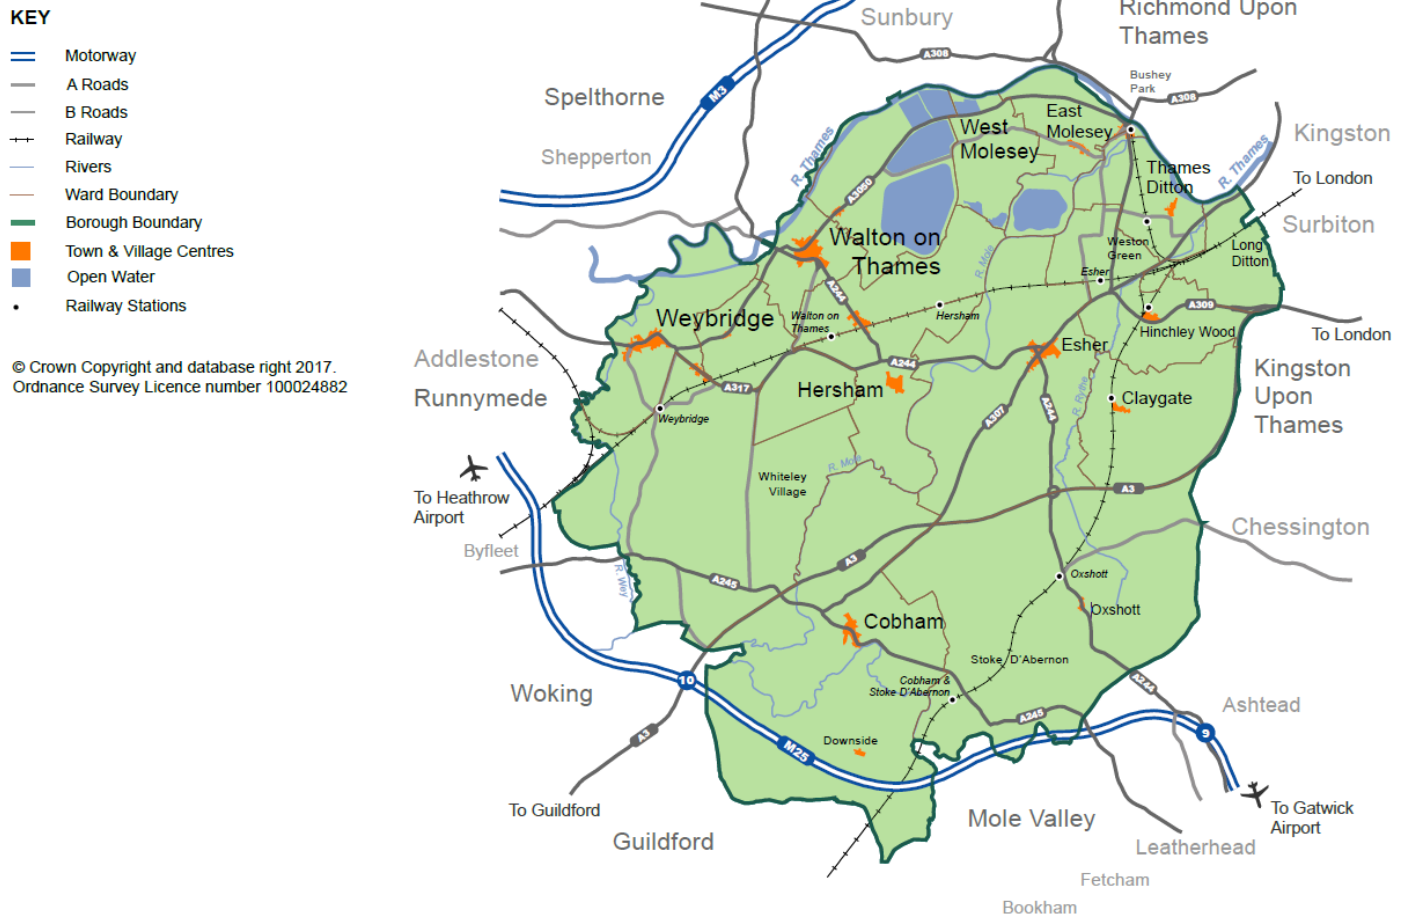 KEY
Motorway
A Roads
B Roads
Railway
Rivers
Ward Boundary
Borough Boundary
Town & Village Centres
Open Water
Railway Stations
© Crown Copyright and database right 2017.
Ordnance Survey Licence number 100024882
Sunbury
Richmond Upon
Thames
A308
Bushey
Park
A308
M3
Spelthorne
Shepperton
R. Thames
West
Molesey
East
Molesey
Kingston
R. Thames
Thames
Ditton
To London
Surbiton
A3050
Walton on
Thames
Weston
Green
Long
Ditton
R. Mole
Esher
A244
Weybridge
Walton on
Thames
Hersham
A309
Hinchley Wood
To London
Addlestone
Runnymede
Esher
A244
Hersham
A317
Kingston
Upon
Thames
Weybridge
A307
A244
R. Rythe
Claygate
To Heathrow
Airport
Whiteley
Village
R. Mole
A3
Byfleet
Chessington
A3
A245
R. Wey
Oxshott
Oxshott
Cobham
Stoke D'Abernon
Cobham &
Stoke D'Abernon
Woking
10
A244
Ashtead
A245
9
A3
M25
Downside
To Guildford
Guildford
Mole Valley
To Gatwick
Airport
Leatherhead
Fetcham
Bookham